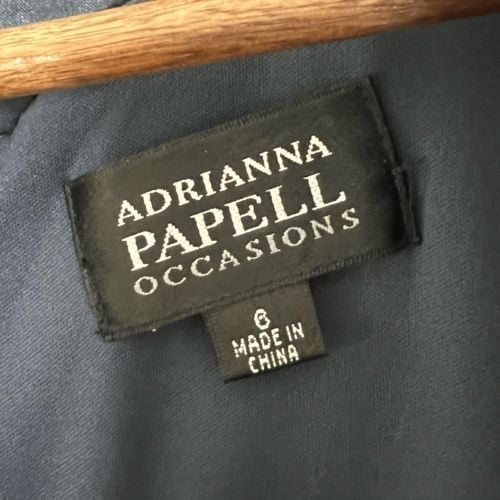 ADRIANNA
PAPELL
OCCASIONS
6
MADE IN
CHINA